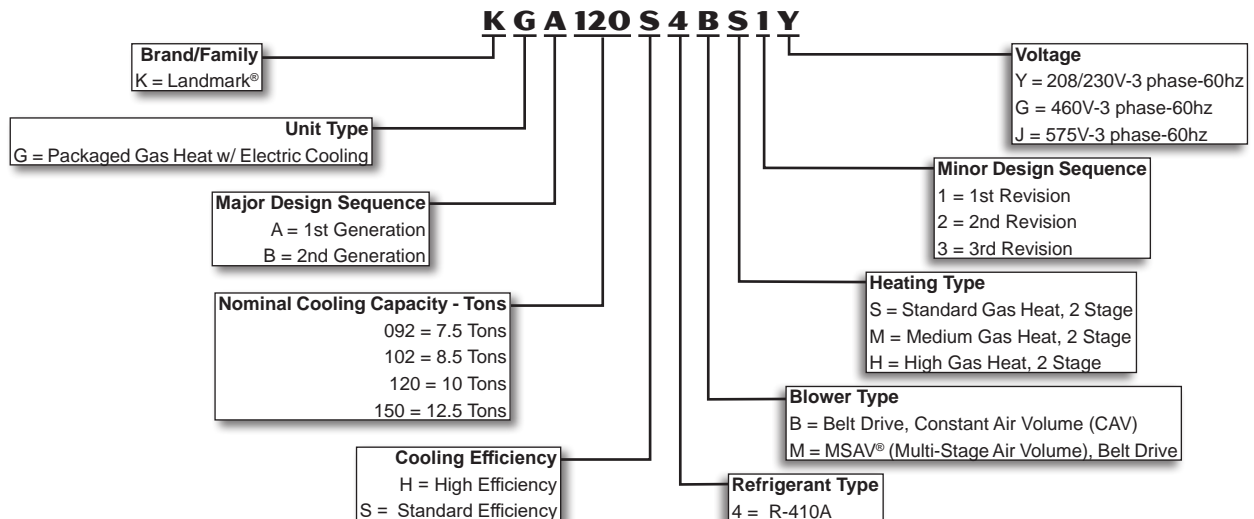 K G A 120 S 4 B S 1 Y
Brand/Family
K = Landmark®
Unit Type
G = Packaged Gas Heat w/ Electric Cooling
Major Design Sequence
A = 1st Generation
B = 2nd Generation
Nominal Cooling Capacity - Tons
092 = 7.5 Tons
102 = 8.5 Tons
120 = 10 Tons
150 = 12.5 Tons
Cooling Efficiency
H = High Efficiency
S = Standard Efficiency
Voltage
Y = 208/230V-3 phase-60hz
G = 460V-3 phase-60hz
J = 575V-3 phase-60hz
Minor Design Sequence
1 = 1st Revision
2 = 2nd Revision
3 = 3rd Revision
Heating Type
S = Standard Gas Heat, 2 Stage
M = Medium Gas Heat, 2 Stage
H = High Gas Heat, 2 Stage
Blower Type
B = Belt Drive, Constant Air Volume (CAV)
M = MSAV® (Multi-Stage Air Volume), Belt Drive
Refrigerant Type
4 = R-410A